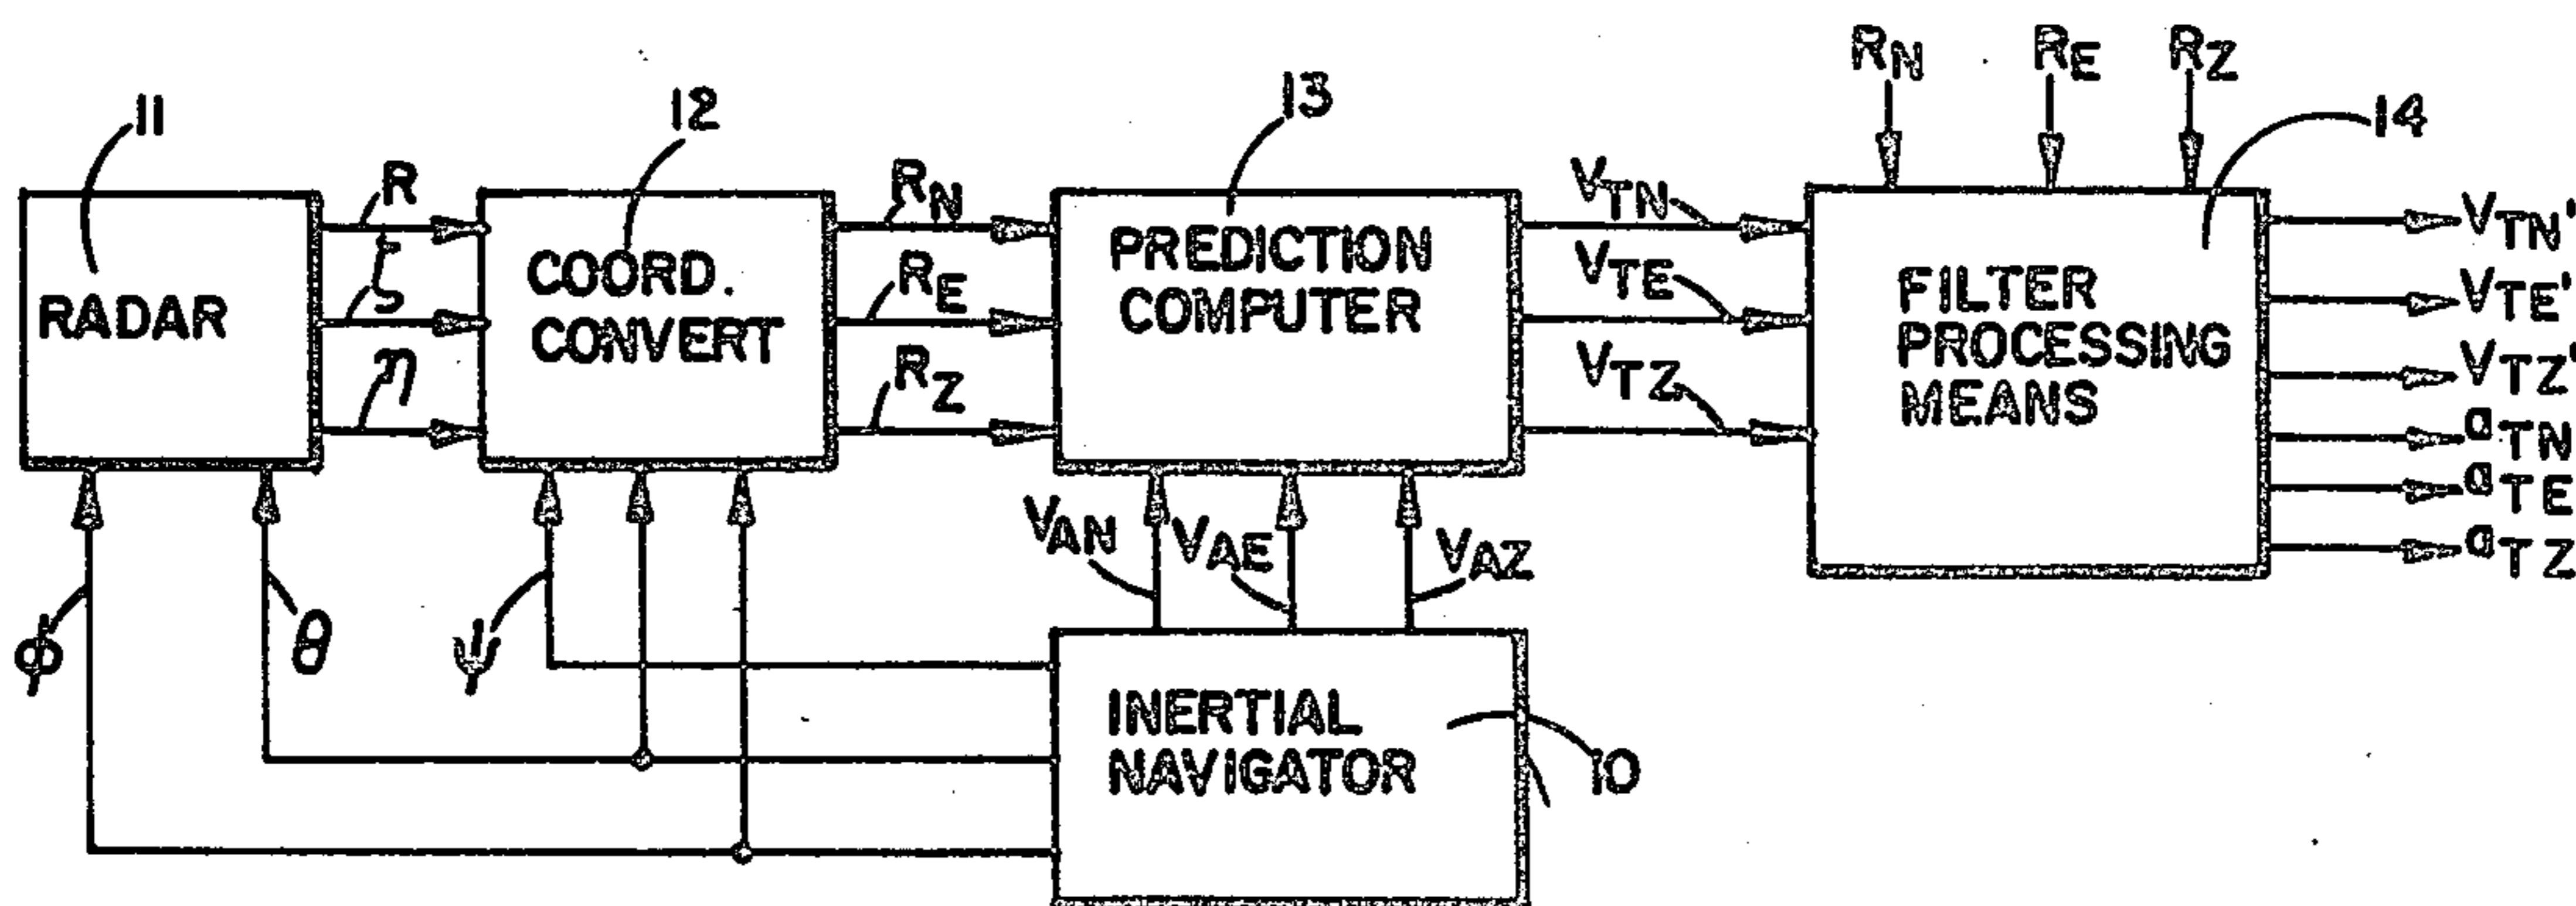 RN RE RZ
11
12
13
14
R
ζ
η
RADAR
COORD.
CONVERT
RN
RE
RZ
PREDICTION
COMPUTER
VTN
VTE
VTZ
FILTER
PROCESSING
MEANS
VTN'
VTE'
VTZ'
aTN
aTE
aTZ
VAN VAE VAZ
φ θ ψ
INERTIAL
NAVIGATOR
10